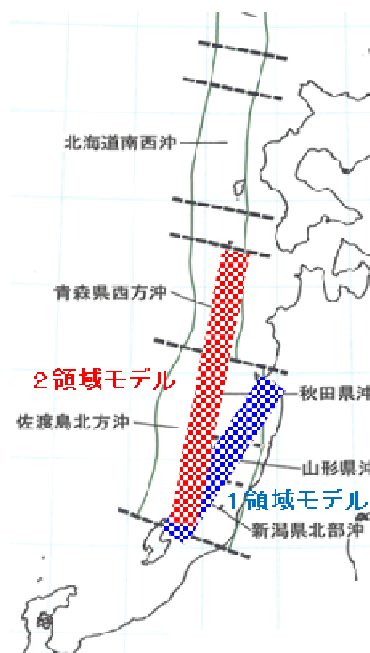 北海道南西沖
青森県西方沖
2領域モデル
秋田県沖
佐渡島北方沖
山形県沖
1領域モデル
新潟県北部沖